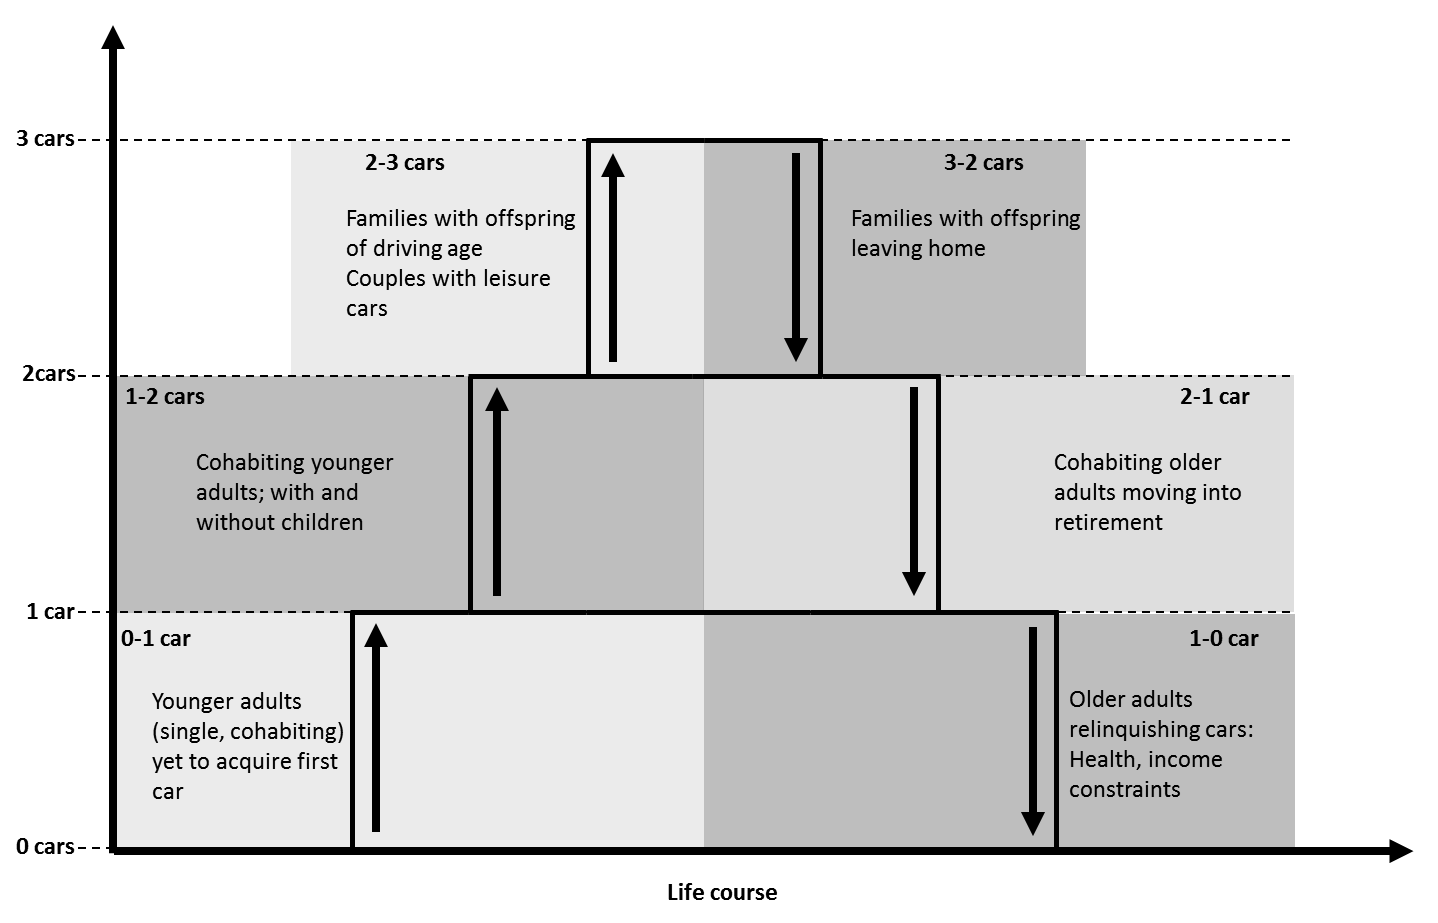 3 cars
2-3 cars
Families with offspring
of driving age
Couples with leisure
cars
3-2 cars
Families with offspring
leaving home
2cars
1-2 cars
Cohabiting younger
adults; with and
without children
2-1 car
Cohabiting older
adults moving into
retirement
1 car
0-1 car
Younger adults
(single, cohabiting)
yet to acquire first
car
1-0 car
Older adults
relinquishing cars:
Health, income
constraints
0 cars
Life course